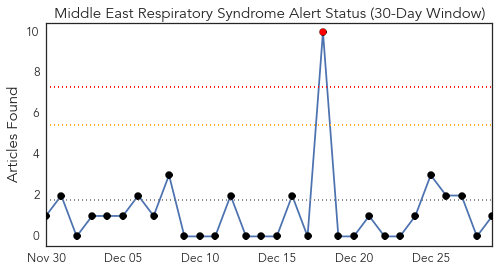 Middle East Respiratory Syndrome Alert Status (30-Day Window)
Articles Found
10
8
6
4
2
0
Nov 30 Dec 05 Dec 10 Dec 15 Dec 20 Dec 25